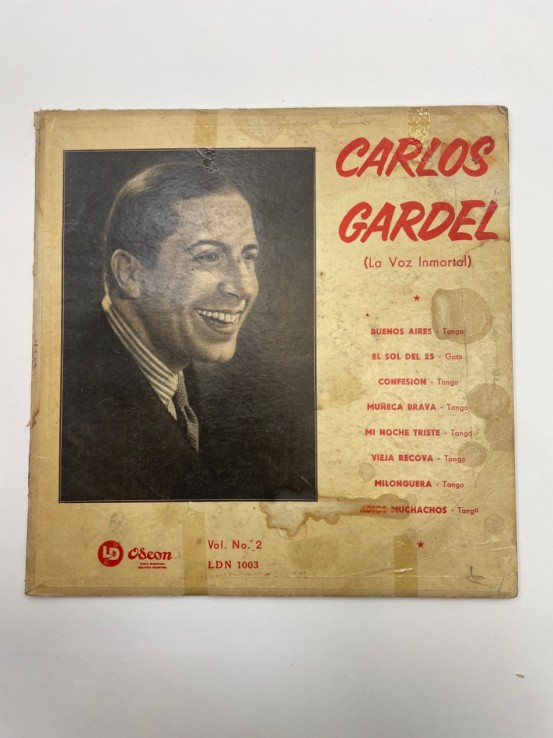 CARLOS
GARDEL
(La Voz Inmortal)
BUENOS AIRES - Tango
EL SOL DEL 25 - Gato
CONFESION - Tango
MUÑECA BRAVA - Tango
MI NOCHE TRISTE - Tango
VIEJA RECOVA - Tango
MILONGUERA - Tango
ADIOS MUCHACHOS - Tango
LD Odeon
Vol. No. 2
LDN 1003